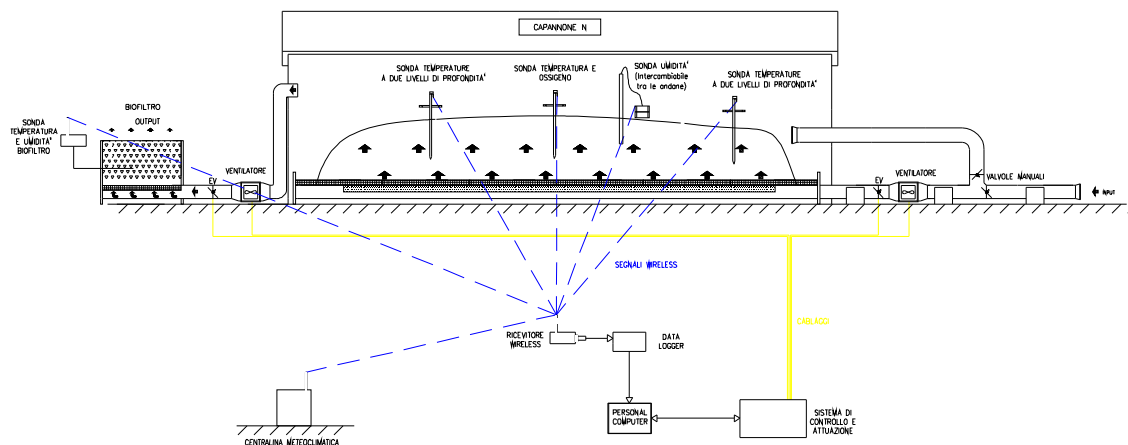 CAPANNONE N
SONDA TEMPERATURE
A DUE LIVELLI DI PROFONDITA'
SONDA TEMPERATURA E
OSSIGENO
SONDA UMIDITA'
(Intercambiabile
tra le andane)
SONDA TEMPERATURE
A DUE LIVELLI DI PROFONDITA'
BIOFILTRO
OUTPUT
SONDA
TEMPERATURA
E UMIDITA'
BIOFILTRO
EV
VENTILATORE
EV
VENTILATORE
VALVOLE MANUALI
INPUT
SEGNALI WIRELESS
CABLAGGI
RICEVITORE
WIRELESS
DATA
LOGGER
PERSONAL
COMPUTER
SISTEMA DI
CONTROLLO E
ATTUAZIONE
CENTRALINA METEOCLIMATICA